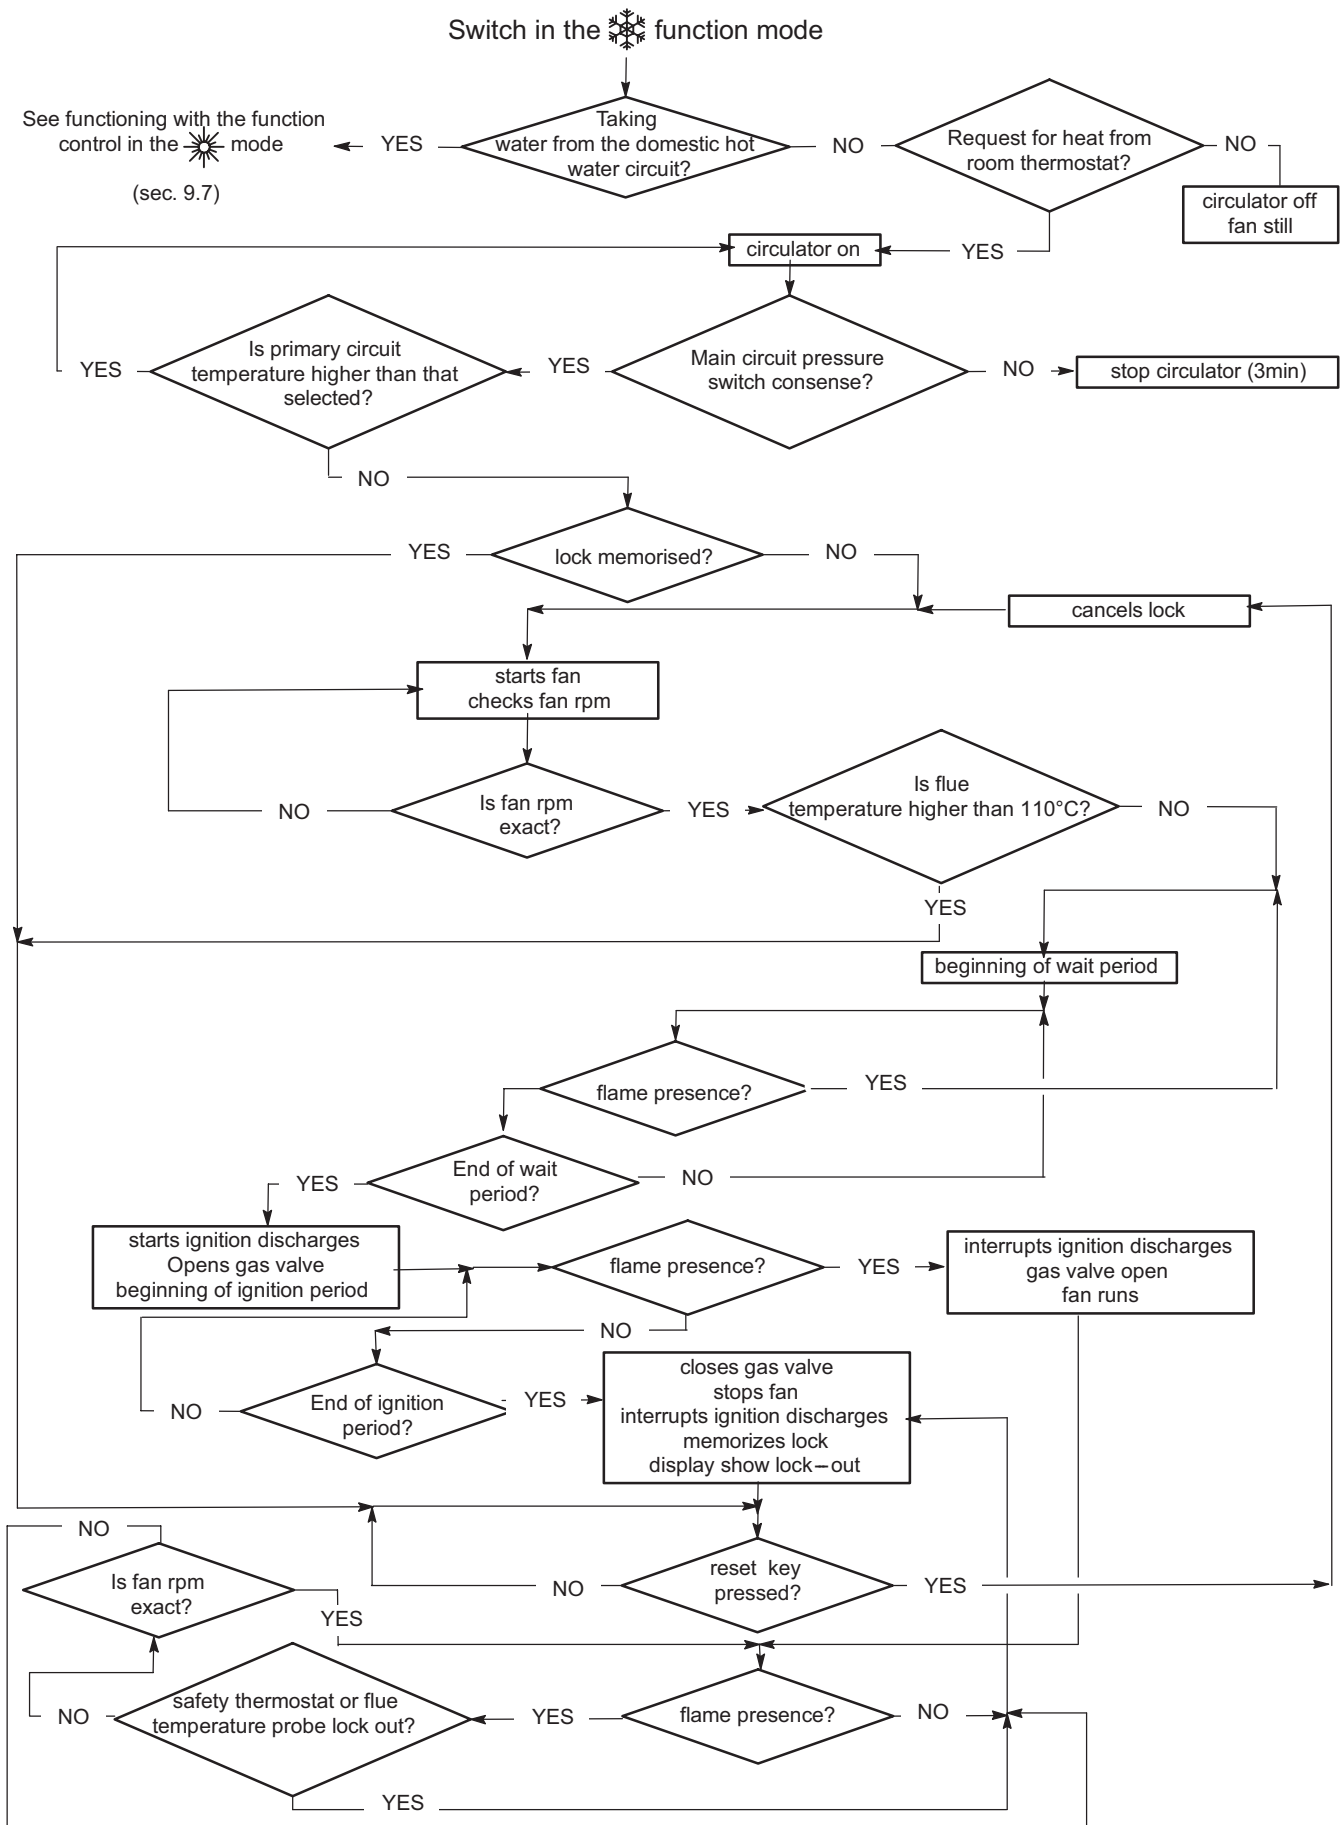 Switch in the function mode
See functioning with the function
control in the mode
(sec. 9.7)
YES
Taking
water from the domestic hot
water circuit?
NO
Request for heat from
room thermostat?
NO
circulator off
fan still
circulator on
YES
YES
Is primary circuit
temperature higher than that
selected?
YES
Main circuit pressure
switch consense?
NO
stop circulator (3min)
NO
YES
lock memorised?
NO
cancels lock
starts fan
checks fan rpm
NO
Is fan rpm
exact?
YES
Is flue
temperature higher than 110°C?
NO
YES
beginning of wait period
flame presence?
YES
End of wait
period?
NO
YES
starts ignition discharges
Opens gas valve
beginning of ignition period
flame presence?
YES
interrupts ignition discharges
gas valve open
fan runs
NO
NO
End of ignition
period?
YES
closes gas valve
stops fan
interrupts ignition discharges
memorizes lock
display show lock–out
NO
Is fan rpm
exact?
YES
NO
reset key
pressed?
YES
NO
safety thermostat or flue
temperature probe lock out?
YES
flame presence?
NO
YES